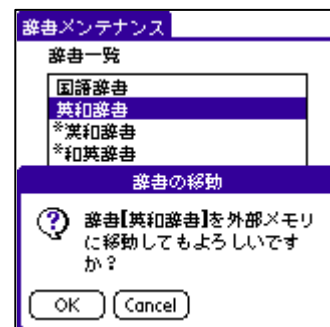 辞書メンテナンス
辞書一覧
国語辞書
英和辞書
*漢和辞書
*和英辞書
辞書の移動
辞書[英和辞書]を外部メモリ
に移動してもよろしいです
か？
OK Cancel